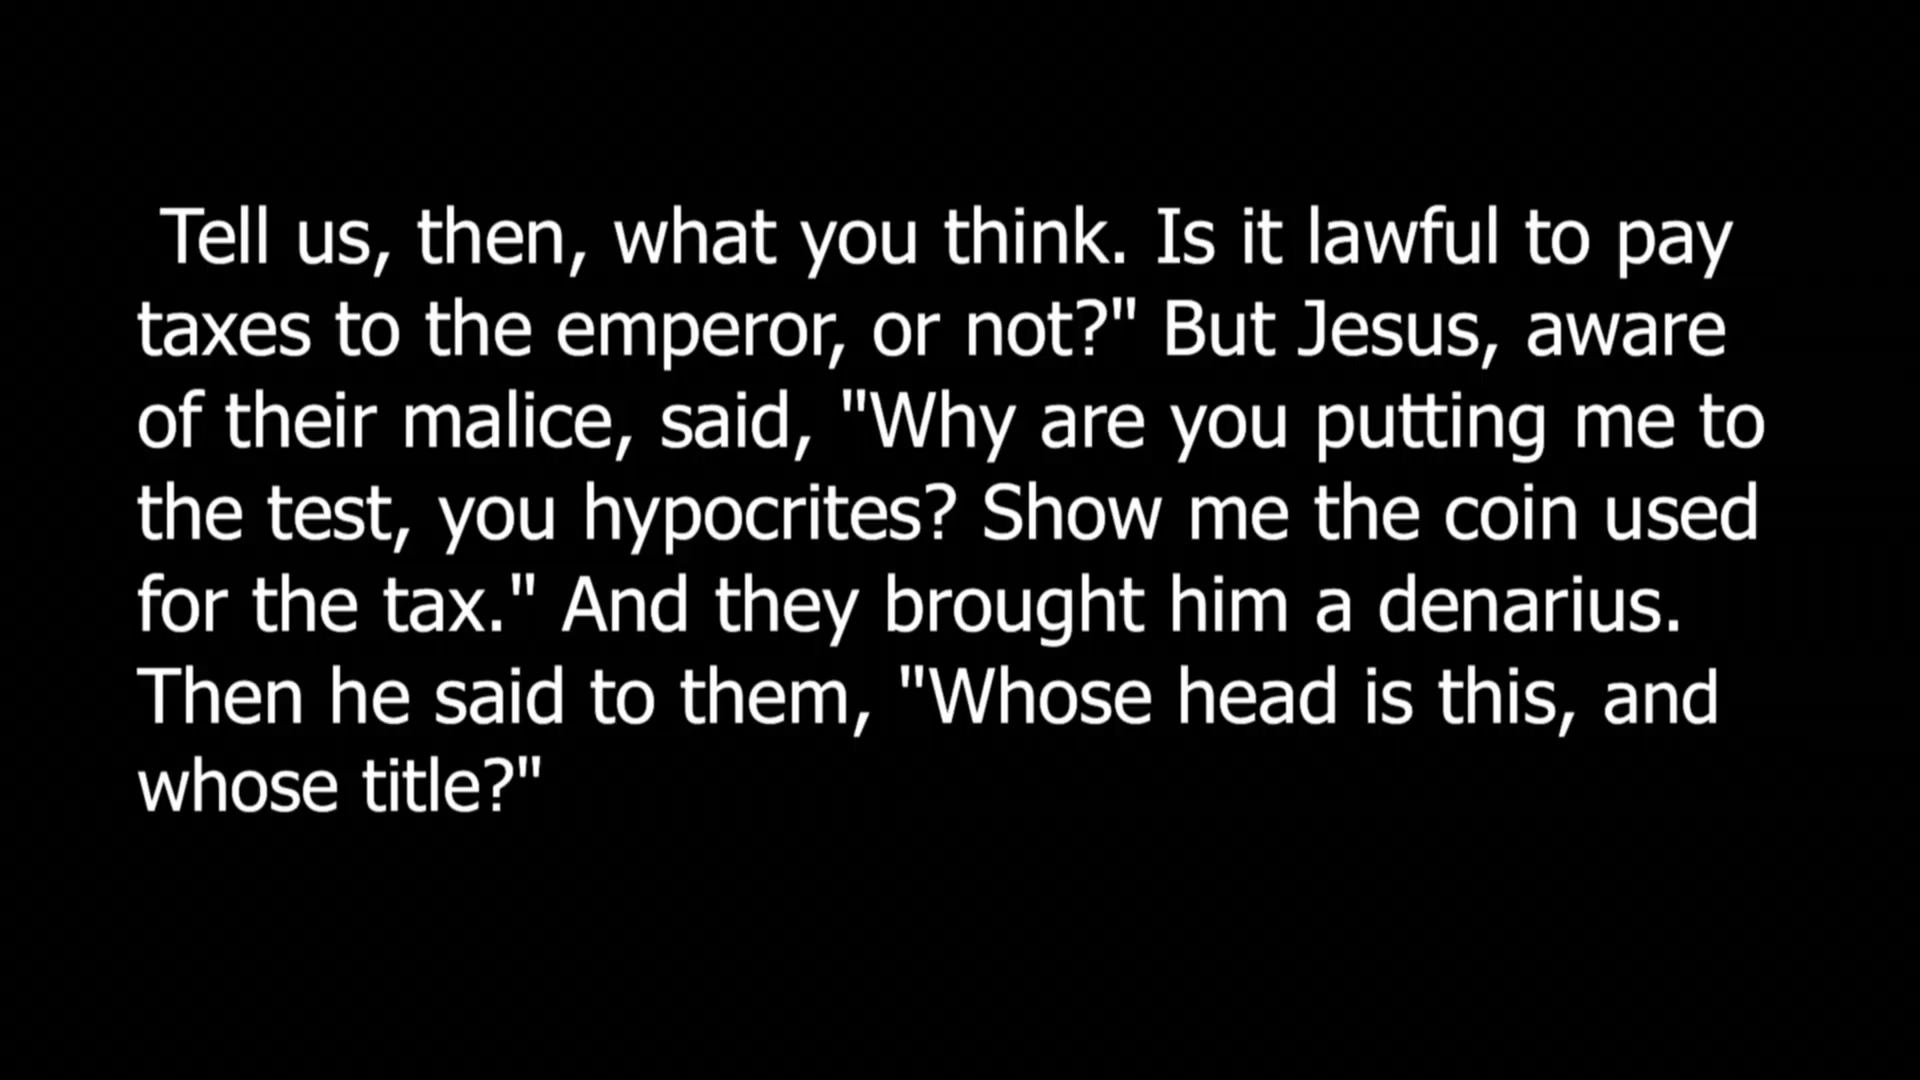 Tell us, then, what you think. Is it lawful to pay
taxes to the emperor, or not?" But Jesus, aware
of their malice, said, "Why are you putting me to
the test, you hypocrites? Show me the coin used
for the tax." And they brought him a denarius.
Then he said to them, "Whose head is this, and
whose title?"